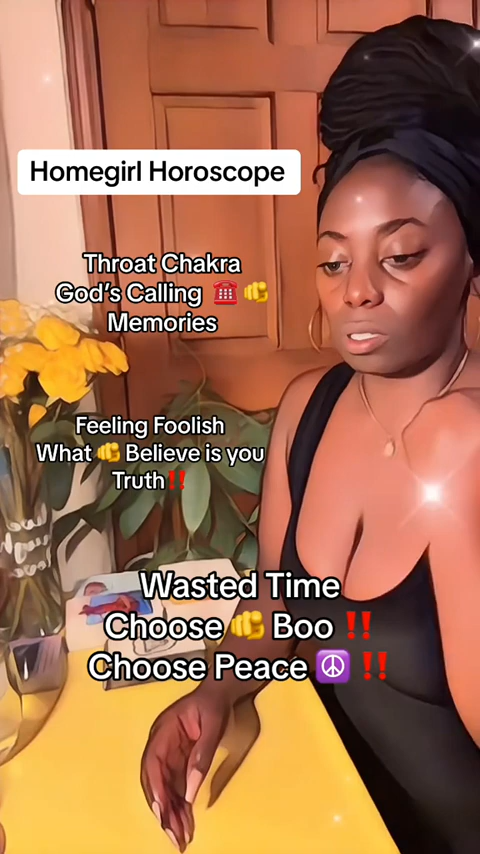 Homegirl Horoscope
Throat Chakra
God's Calling ☎️🫵
Memories
Feeling Foolish
What 🫵 Believe is you
Truth‼️
Wasted Time
Choose 🫵 Boo ‼️
Choose Peace ☮️ ‼️